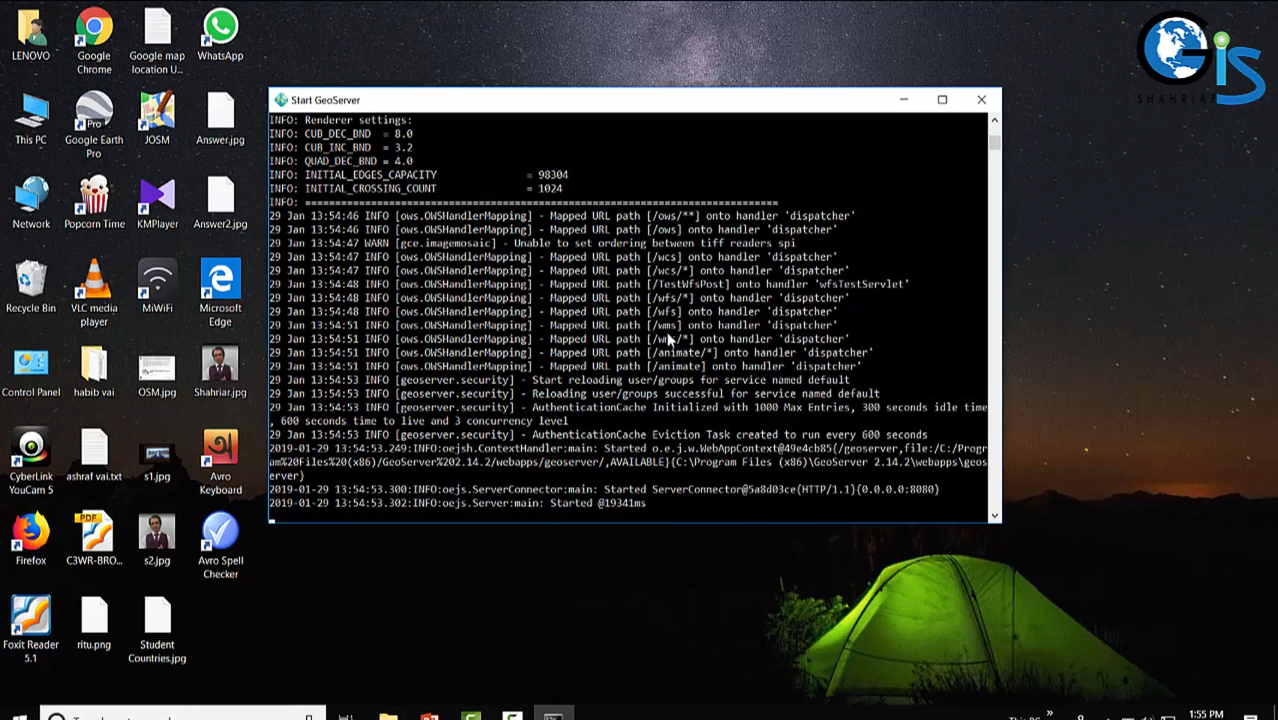 LENOVO
Google Chrome
Google map location U...
WhatsApp
This PC
Google Earth Pro
JOSM
Answer.jpg
Network
Popcorn Time
KMPlayer
Answer2.jpg
Recycle Bin
VLC media player
MiWiFi
Microsoft Edge
Control Panel
habib vai
OSM.jpg
Shahriar.jpg
CyberLink YouCam 5
ashraf vai.txt
s1.jpg
Avro Keyboard
Firefox
C3WR-BRO...
s2.jpg
Avro Spell Checker
Foxit Reader 5.1
ritu.png
Student Countries.jpg
Start GeoServer
INFO: Renderer settings:
INFO: CUB_DEC_BND = 8.0
INFO: CUB_INC_BND = 3.2
INFO: QUAD_DEC_BND = 4.0
INFO: INITIAL_EDGES_CAPACITY = 98304
INFO: INITIAL_CROSSING_COUNT = 1024
INFO: ===============================================================================
29 Jan 13:54:46 INFO [ows.OWSHandlerMapping] - Mapped URL path [/ows/**] onto handler 'dispatcher'
29 Jan 13:54:46 INFO [ows.OWSHandlerMapping] - Mapped URL path [/ows] onto handler 'dispatcher'
29 Jan 13:54:47 WARN [gce.imagemosaic] - Unable to set ordering between tiff readers spi
29 Jan 13:54:47 INFO [ows.OWSHandlerMapping] - Mapped URL path [/wcs] onto handler 'dispatcher'
29 Jan 13:54:47 INFO [ows.OWSHandlerMapping] - Mapped URL path [/wcs/*] onto handler 'dispatcher'
29 Jan 13:54:48 INFO [ows.OWSHandlerMapping] - Mapped URL path [/TestWfsPost] onto handler 'wfsTestServlet'
29 Jan 13:54:48 INFO [ows.OWSHandlerMapping] - Mapped URL path [/wfs/*] onto handler 'dispatcher'
29 Jan 13:54:48 INFO [ows.OWSHandlerMapping] - Mapped URL path [/wfs] onto handler 'dispatcher'
29 Jan 13:54:51 INFO [ows.OWSHandlerMapping] - Mapped URL path [/wms] onto handler 'dispatcher'
29 Jan 13:54:51 INFO [ows.OWSHandlerMapping] - Mapped URL path [/wms/*] onto handler 'dispatcher'
29 Jan 13:54:51 INFO [ows.OWSHandlerMapping] - Mapped URL path [/animate/*] onto handler 'dispatcher'
29 Jan 13:54:51 INFO [ows.OWSHandlerMapping] - Mapped URL path [/animate] onto handler 'dispatcher'
29 Jan 13:54:53 INFO [geoserver.security] - Start reloading user/groups for service named default
29 Jan 13:54:53 INFO [geoserver.security] - Reloading user/groups successful for service named default
29 Jan 13:54:53 INFO [geoserver.security] - AuthenticationCache Initialized with 1000 Max Entries, 300 seconds idle time
, 600 seconds time to live and 3 concurrency level
29 Jan 13:54:53 INFO [geoserver.security] - AuthenticationCache Eviction Task created to run every 600 seconds
2019-01-29 13:54:53.249:INFO:oejsh.ContextHandler:main: Started o.e.j.w.WebAppContext@49e4cb85{/geoserver,file:/C:/Progr
am%20Files%20(x86)/GeoServer%202.14.2/webapps/geoserver/,AVAILABLE}{C:\Program Files (x86)\GeoServer 2.14.2\webapps\geos
erver}
2019-01-29 13:54:53.300:INFO:oejs.ServerConnector:main: Started ServerConnector@5a8d03ce{HTTP/1.1}{0.0.0.0:8080}
2019-01-29 13:54:53.302:INFO:oejs.Server:main: Started @19341ms
GIS
1:55 PM